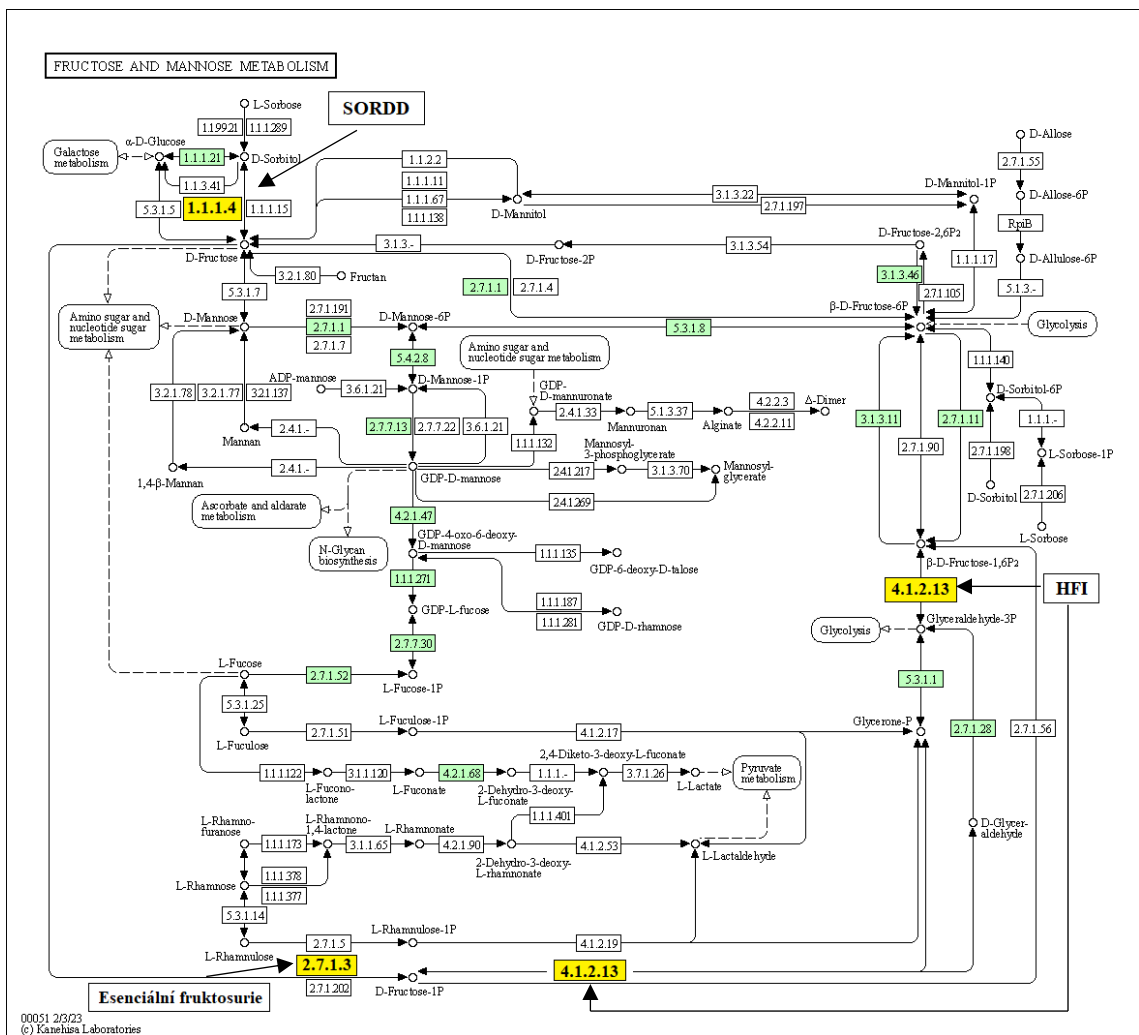 FRUCTOSE AND MANNOSE METABOLISM
SORDD
L-Sorbose
1.1.99.21
1.1.1.289
α-D-Glucose
Galactose
metabolism
1.1.1.21
D-Sorbitol
1.1.3.41
5.3.1.5
1.1.1.4
1.1.1.15
1.1.2.2
1.1.1.11
1.1.1.67
1.1.1.138
D-Mannitol
3.1.3.22
2.7.1.197
D-Mannitol-1P
D-Allose
2.7.1.55
D-Allose-6P
RpiB
D-Allulose-6P
5.1.3.-
D-Fructose
3.1.3.-
D-Fructose-2P
3.1.3.54
D-Fructose-2,6P2
1.1.1.17
3.2.1.80
Fructan
2.7.1.1
2.7.1.4
3.1.3.46
2.7.1.105
β-D-Fructose-6P
Glycolysis
5.3.1.7
Amino sugar and
nucleotide sugar
metabolism
D-Mannose
2.7.1.191
2.7.1.1
2.7.1.7
D-Mannose-6P
5.3.1.8
5.4.2.8
Amino sugar and
nucleotide sugar metabolism
1.1.1.140
D-Sorbitol-6P
3.2.1.78
3.2.1.77
3.2.1.137
ADP-mannose
3.6.1.21
D-Mannose-1P
GDP-
D-mannuronate
2.4.1.33
Mannuronan
5.1.3.37
Alginate
4.2.2.3
4.2.2.11
Δ-Dimer
3.1.3.11
2.7.1.11
1.1.1.-
Mannan
2.4.1.-
2.7.7.13
2.7.7.22
3.6.1.21
1.1.1.132
2.7.1.90
2.7.1.198
L-Sorbose-1P
1,4-β-Mannan
2.4.1.-
GDP-D-mannose
Mannosyl-
3-phosphoglycerate
2.4.1.217
3.1.3.70
Mannosyl-
glycerate
2.4.1.269
D-Sorbitol
2.7.1.206
L-Sorbose
Ascorbate and aldarate
metabolism
4.2.1.47
N-Glycan
biosynthesis
GDP-4-oxo-6-deoxy-
D-mannose
1.1.1.135
GDP-6-deoxy-D-talose
β-D-Fructose-1,6P2
1.1.1.271
4.1.2.13
HFI
GDP-L-fucose
1.1.1.187
1.1.1.281
GDP-D-rhamnose
Glycolysis
Glyceraldehyde-3P
2.7.7.30
L-Fucose
2.7.1.52
L-Fucose-1P
5.3.1.1
5.3.1.25
L-Fuculose
2.7.1.51
L-Fuculose-1P
4.1.2.17
Glycerone-P
2.7.1.28
2.7.1.56
1.1.1.122
L-Fucono-
lactone
3.1.1.120
L-Fuconate
4.2.1.68
2-Dehydro-3-deoxy-
L-fuconate
1.1.1.-
2,4-Diketo-3-deoxy-L-fuconate
3.7.1.26
L-Lactate
Pyruvate
metabolism
1.1.1.401
L-Rhamno-
furanose
1.1.1.173
L-Rhamnono-
1,4-lactone
3.1.1.65
L-Rhamnonate
4.2.1.90
2-Dehydro-3-deoxy-
L-rhamnonate
4.1.2.53
L-Lactaldehyde
D-Glycer-
aldehyde
L-Rhamnose
1.1.1.378
1.1.1.377
5.3.1.14
L-Rhamnulose
2.7.1.5
L-Rhamnulose-1P
4.1.2.19
2.7.1.3
2.7.1.202
D-Fructose-1P
4.1.2.13
Esenciální fruktosurie
00051 2/3/23
(c) Kanehisa Laboratories